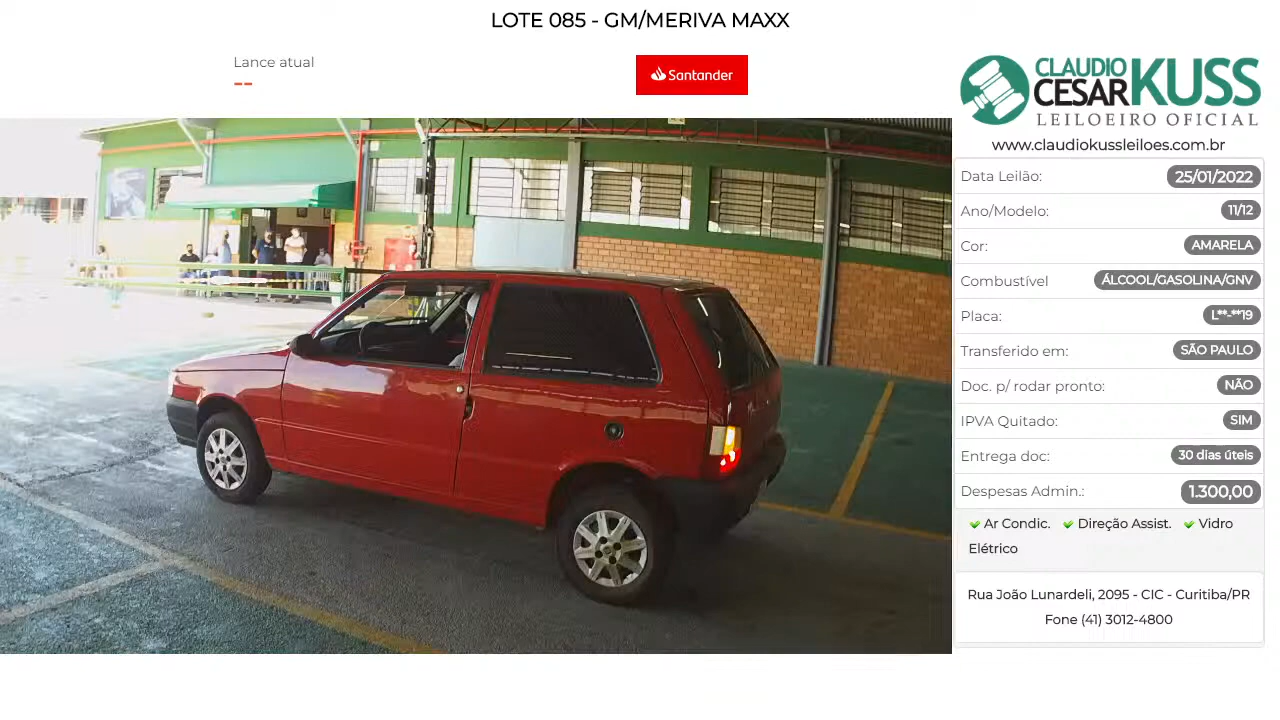 LOTE 085 - GM/MERIVA MAXX
Lance atual
--
Santander
CLAUDIO CESAR KUSS
LEILOEIRO OFICIAL
www.claudiokussleiloes.com.br
Data Leilão: 25/01/2022
Ano/Modelo: 11/12
Cor: AMARELA
Combustível ÁLCOOL/GASOLINA/GNV
Placa: L**-**19
Transferido em: SÃO PAULO
Doc. p/ rodar pronto: NÃO
IPVA Quitado: SIM
Entrega doc: 30 dias úteis
Despesas Admin.: 1.300,00
Ar Condic. Direção Assist. Vidro
Elétrico
Rua João Lunardeli, 2095 - CIC - Curitiba/PR
Fone (41) 3012-4800